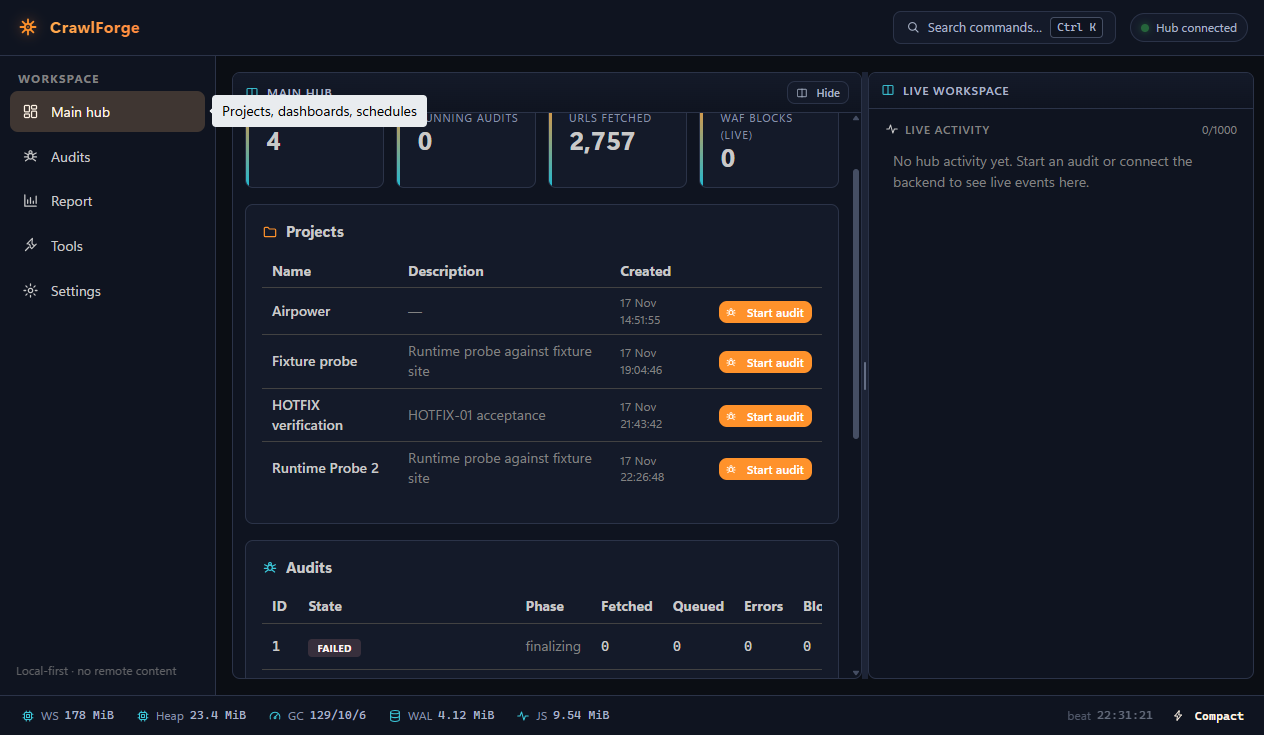 CrawlForge
Search commands... Ctrl K
Hub connected
WORKSPACE
Main hub
Projects, dashboards, schedules
Audits
Report
Tools
Settings
Local-first · no remote content
MAIN HUB
Hide
4
UNNING AUDITS
0
URLS FETCHED
2,757
WAF BLOCKS
(LIVE)
0
Projects
Name Description Created
Airpower — 17 Nov
14:51:55
Start audit
Fixture probe
Runtime probe against fixture
site
17 Nov
19:04:46
Start audit
HOTFIX
verification
HOTFIX-01 acceptance
17 Nov
21:43:42
Start audit
Runtime Probe 2
Runtime probe against fixture
site
17 Nov
22:26:48
Start audit
Audits
ID State Phase Fetched Queued Errors Blo
1 FAILED finalizing 0 0 0 0
LIVE WORKSPACE
LIVE ACTIVITY 0/1000
No hub activity yet. Start an audit or connect the
backend to see live events here.
WS 178 MiB Heap 23.4 MiB GC 129/10/6 WAL 4.12 MiB JS 9.54 MiB
beat 22:31:21 Compact